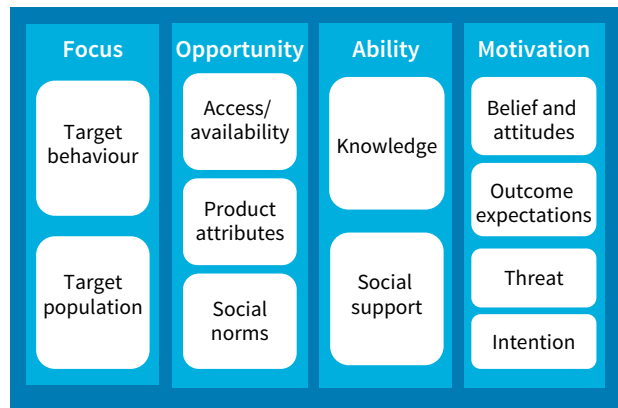 Focus
Target
behaviour
Target
population
Opportunity
Access/
availability
Product
attributes
Social
norms
Ability
Knowledge
Social
support
Motivation
Belief and
attitudes
Outcome
expectations
Threat
Intention